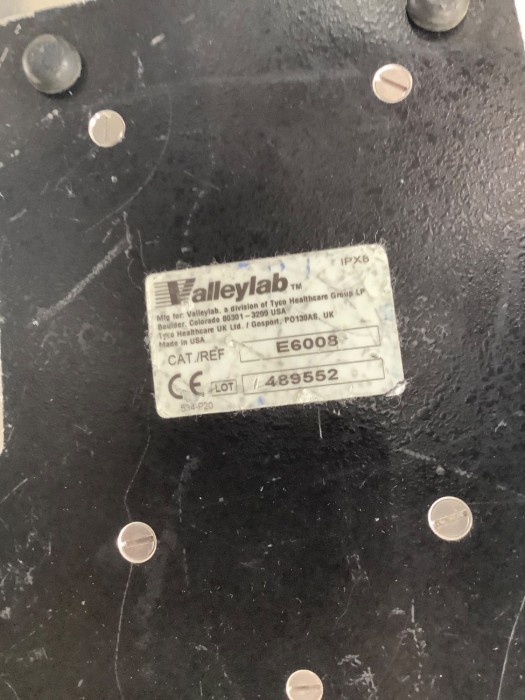 Valleylab™ IPX8
Mfg for: Valleylab, a division of Tyco Healthcare Group LP
Boulder, Colorado 80301-3299 USA
Tyco Healthcare UK Ltd. / Gosport, PO130AS, UK
Made in USA
CAT./REF E6008
CE LOT 489552